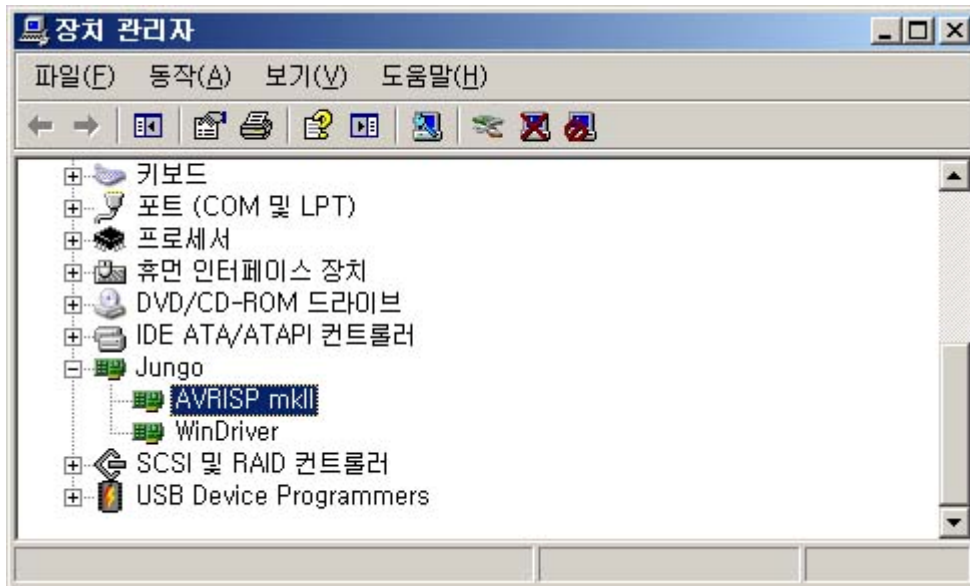 장치 관리자
파일(F) 동작(A) 보기(V) 도움말(H)
키보드
포트 (COM 및 LPT)
프로세서
휴먼 인터페이스 장치
DVD/CD-ROM 드라이브
IDE ATA/ATAPI 컨트롤러
Jungo
AVRISP mkII
WinDriver
SCSI 및 RAID 컨트롤러
USB Device Programmers